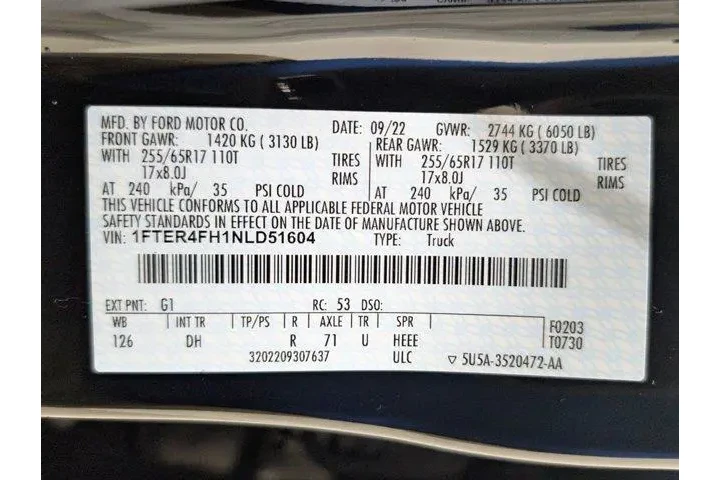 MFD. BY FORD MOTOR CO. DATE: 09/22 GVWR: 2744 KG ( 6050 LB)
FRONT GAWR: 1420 KG ( 3130 LB) REAR GAWR: 1529 KG ( 3370 LB)
WITH 255/65R17 110T TIRES WITH 255/65R17 110T TIRES
17x8.0J RIMS 17x8.0J RIMS
AT 240 kPa/ 35 PSI COLD AT 240 kPa/ 35 PSI COLD
THIS VEHICLE CONFORMS TO ALL APPLICABLE FEDERAL MOTOR VEHICLE
SAFETY STANDARDS IN EFFECT ON THE DATE OF MANUFACTURE SHOWN ABOVE.
VIN: 1FTER4FH1NLD51604 TYPE: Truck
EXT PNT: G1 RC: 53 DSO:
WB INT TR TP/PS R AXLE TR SPR F0203
126 DH R 71 U HEEE T0730
3202209307637 ULC ▽ 5U5A-3520472-AA